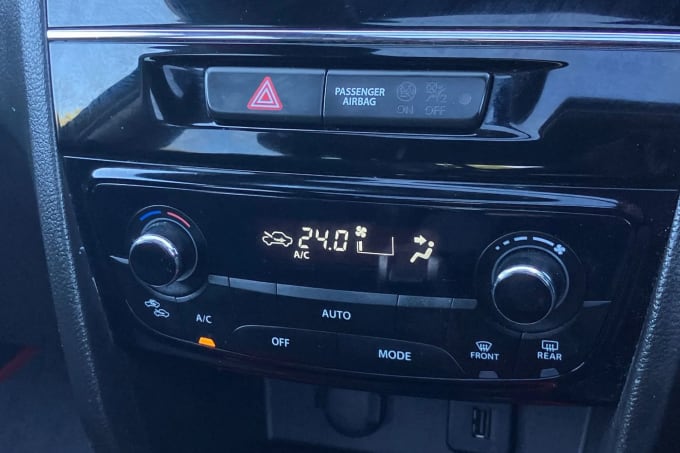 PASSENGER
AIRBAG
ON OFF
24.0
A/C
AUTO
A/C
OFF
MODE
FRONT
REAR